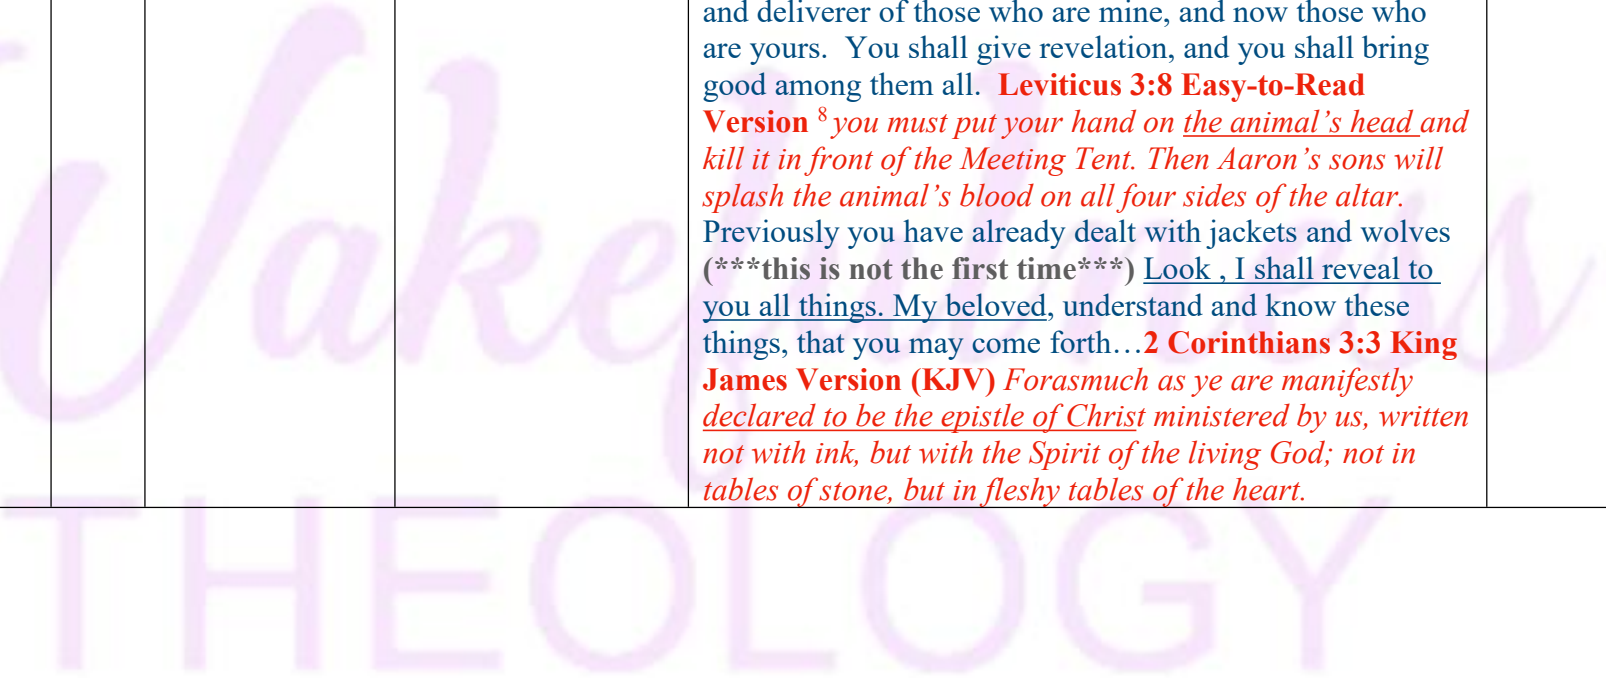 and deliverer of those who are mine, and now those who
are yours.  You shall give revelation, and you shall bring
good among them all.  Leviticus 3:8 Easy-to-Read
Version 8 you must put your hand on the animal’s head and
kill it in front of the Meeting Tent. Then Aaron’s sons will
splash the animal’s blood on all four sides of the altar.
Previously you have already dealt with jackets and wolves
(***this is not the first time***) Look , I shall reveal to
you all things. My beloved, understand and know these
things, that you may come forth…2 Corinthians 3:3 King
James Version (KJV) Forasmuch as ye are manifestly
declared to be the epistle of Christ ministered by us, written
not with ink, but with the Spirit of the living God; not in
tables of stone, but in fleshy tables of the heart.
THEOLOGY